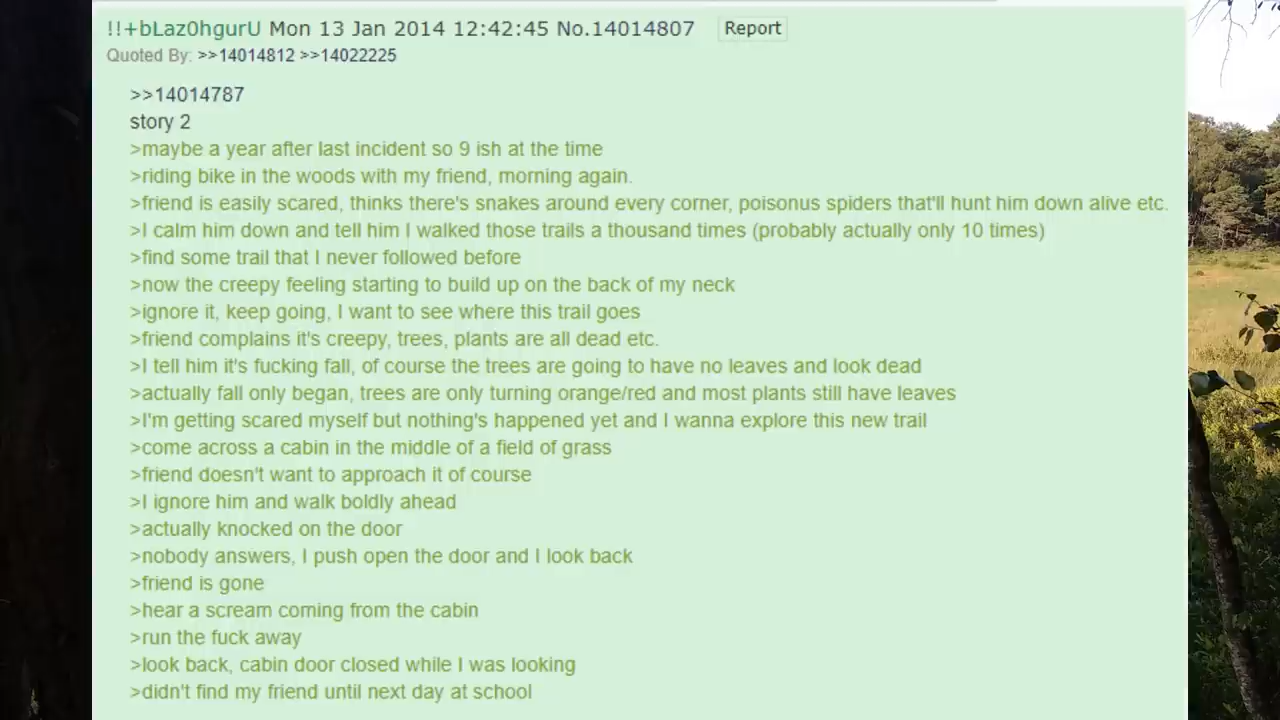 !!+bLaz0hgurU Mon 13 Jan 2014 12:42:45 No.14014807 Report
Quoted By: >>14014812 >>14022225
>>14014787
story 2
>maybe a year after last incident so 9 ish at the time
>riding bike in the woods with my friend, morning again.
>friend is easily scared, thinks there's snakes around every corner, poisonus spiders that'll hunt him down alive etc.
>I calm him down and tell him I walked those trails a thousand times (probably actually only 10 times)
>find some trail that I never followed before
>now the creepy feeling starting to build up on the back of my neck
>ignore it, keep going, I want to see where this trail goes
>friend complains it's creepy, trees, plants are all dead etc.
>I tell him it's fucking fall, of course the trees are going to have no leaves and look dead
>actually fall only began, trees are only turning orange/red and most plants still have leaves
>I'm getting scared myself but nothing's happened yet and I wanna explore this new trail
>come across a cabin in the middle of a field of grass
>friend doesn't want to approach it of course
>I ignore him and walk boldly ahead
>actually knocked on the door
>nobody answers, I push open the door and I look back
>friend is gone
>hear a scream coming from the cabin
>run the fuck away
>look back, cabin door closed while I was looking
>didn't find my friend until next day at school